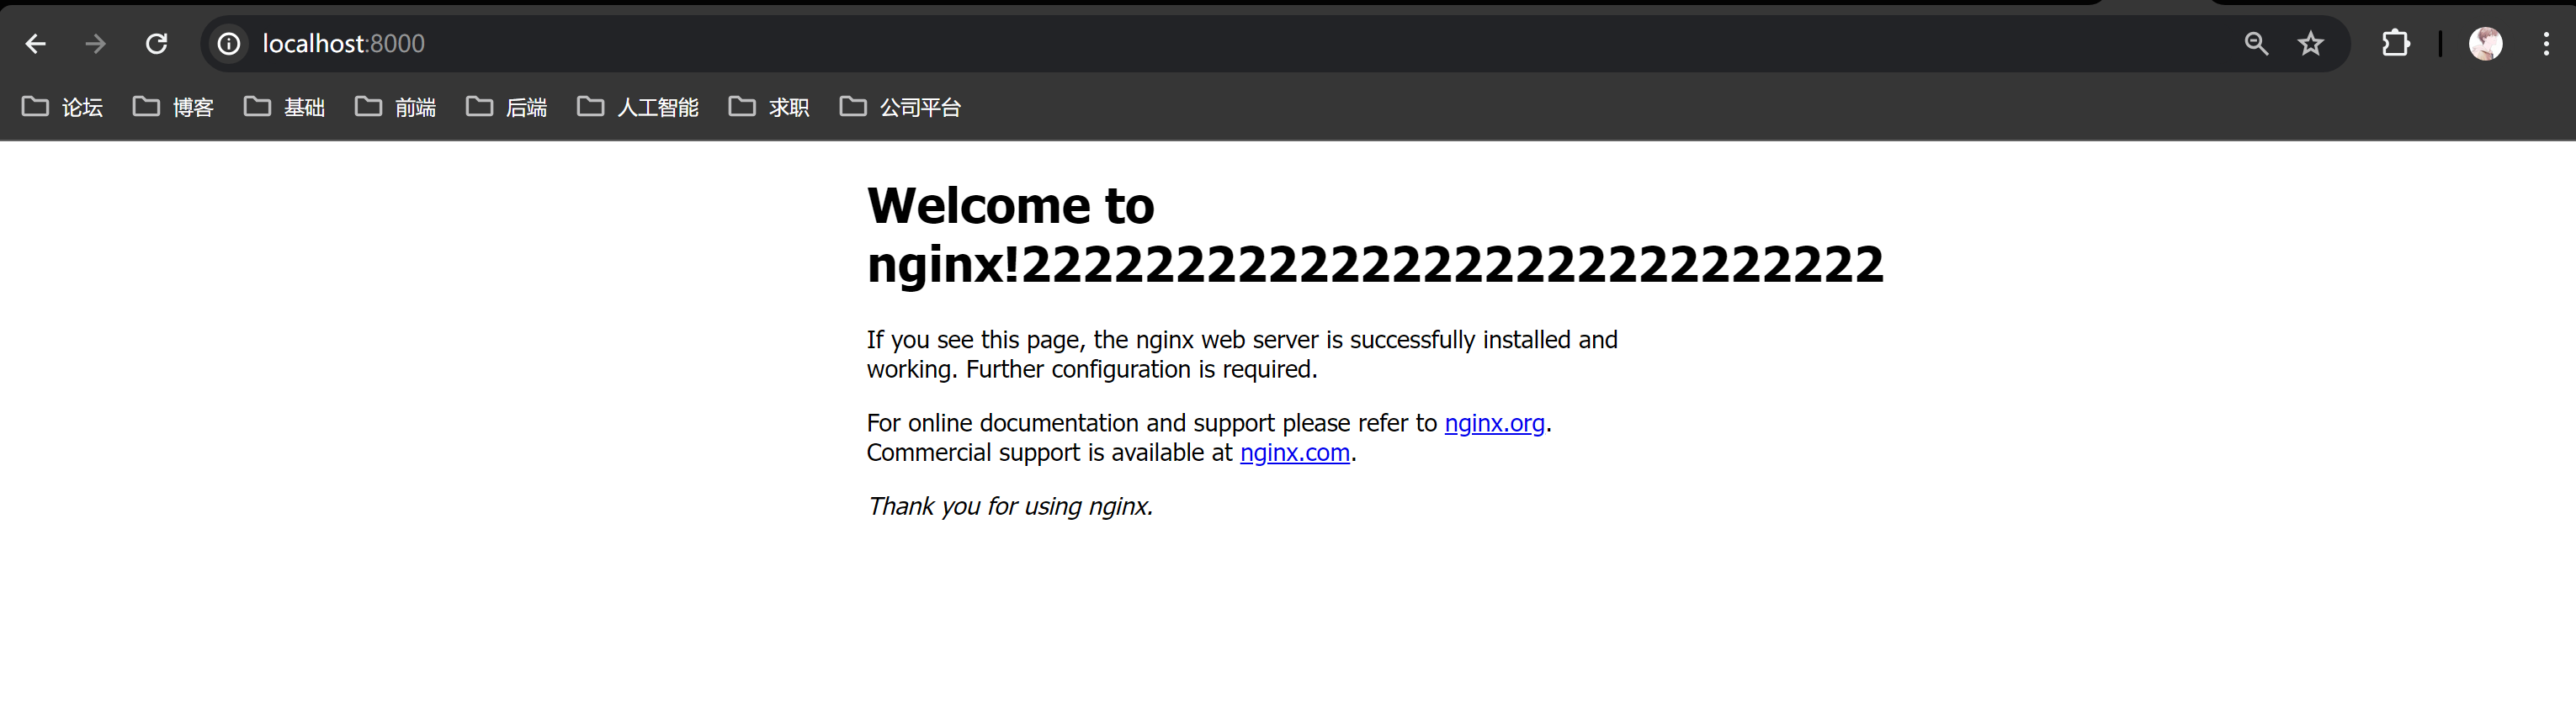 localhost:8000
论坛 博客 基础 前端 后端 人工智能 求职 公司平台
Welcome to
nginx!2222222222222222222222222222
If you see this page, the nginx web server is successfully installed and
working. Further configuration is required.
For online documentation and support please refer to nginx.org.
Commercial support is available at nginx.com.
Thank you for using nginx.